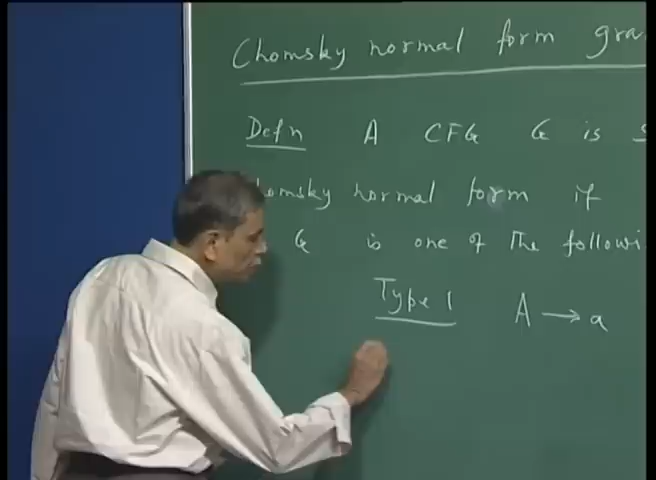 Chomsky normal form gra
Defn A CFG G is s
homsky normal form if
G is one of The followi
Type 1 A → a